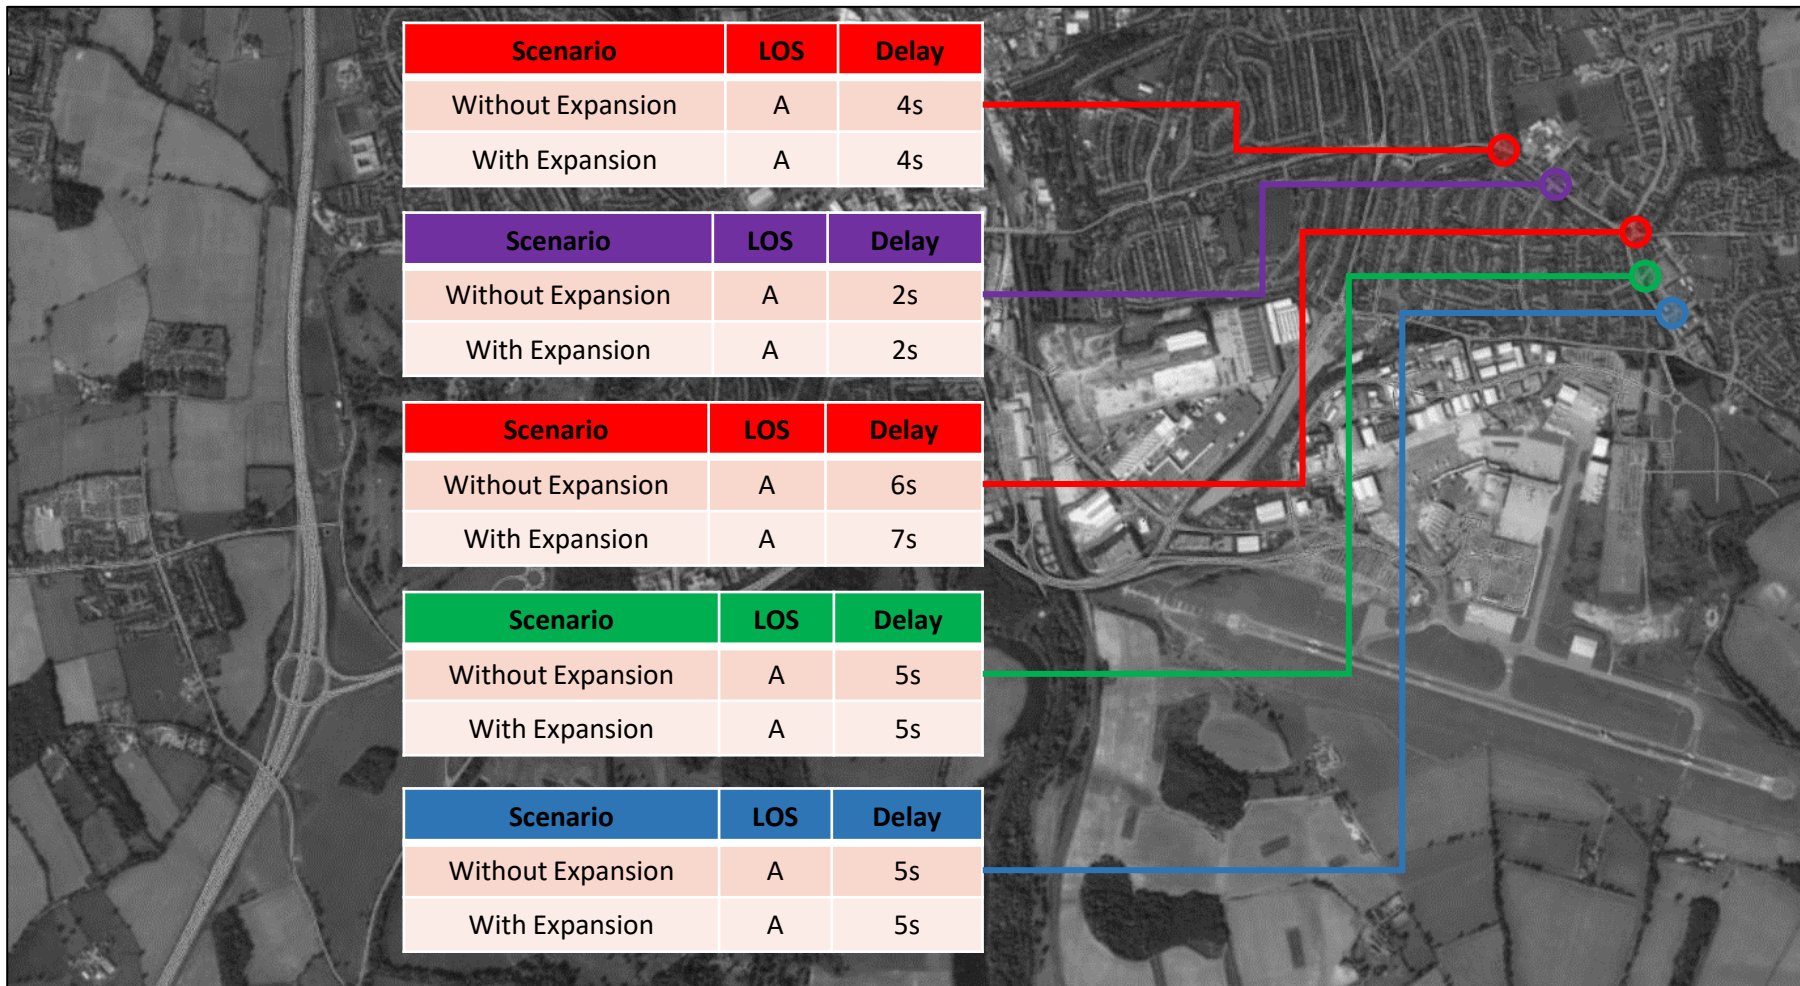 Scenario LOS Delay
Without Expansion A 4s
With Expansion A 4s
Scenario LOS Delay
Without Expansion A 2s
With Expansion A 2s
Scenario LOS Delay
Without Expansion A 6s
With Expansion A 7s
Scenario LOS Delay
Without Expansion A 5s
With Expansion A 5s
Scenario LOS Delay
Without Expansion A 5s
With Expansion A 5s